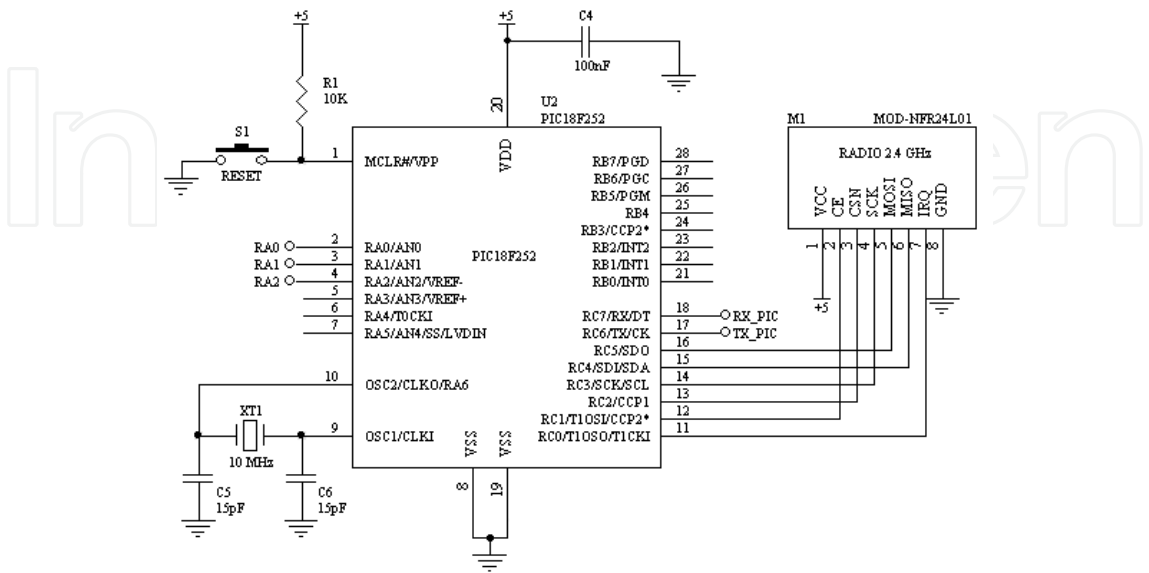 +5
+5
C4
100nF
R1
10K
20
U2
PIC18F252
S1
RESET
1
MCLR#/VPP
VDD
RB7/PGD
28
RB6/PGC
27
RB5/PGM
26
RB4
25
RB3/CCP2*
24
RB2/INT2
23
RB1/INT1
22
RB0/INT0
21
M1
MOD-NFR24L01
RADIO 2.4 GHz
VCC
CE
CSN
SCK
MOSI
MISO
IRQ
GND
1
2
3
4
5
6
7
8
+5
RA0
2
RA0/AN0
RA1
3
RA1/AN1
RA2
4
RA2/AN2/VREF-
5
RA3/AN3/VREF+
6
RA4/T0CKI
7
RA5/AN4/SS/LVDIN
PIC18F252
RC7/RX/DT
18
RX_PIC
RC6/TX/CK
17
TX_PIC
RC5/SDO
16
RC4/SDI/SDA
15
RC3/SCK/SCL
14
RC2/CCP1
13
RC1/T1OSI/CCP2*
12
RC0/T1OSO/T1CKI
11
10
OSC2/CLKO/RA6
XT1
10 MHz
9
OSC1/CLKI
VSS
VSS
8
19
C5
15pF
C6
15pF
In
en